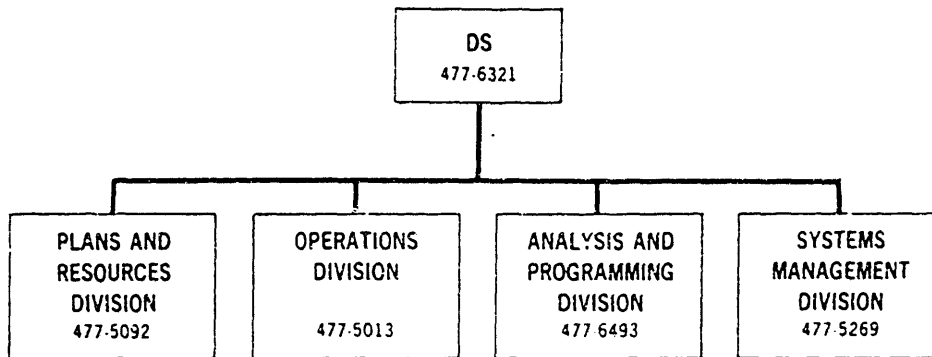 DS
477-6321
PLANS AND
RESOURCES
DIVISION
477-5092
OPERATIONS
DIVISION
477-5013
ANALYSIS AND
PROGRAMMING
DIVISION
477-6493
SYSTEMS
MANAGEMENT
DIVISION
477-5269